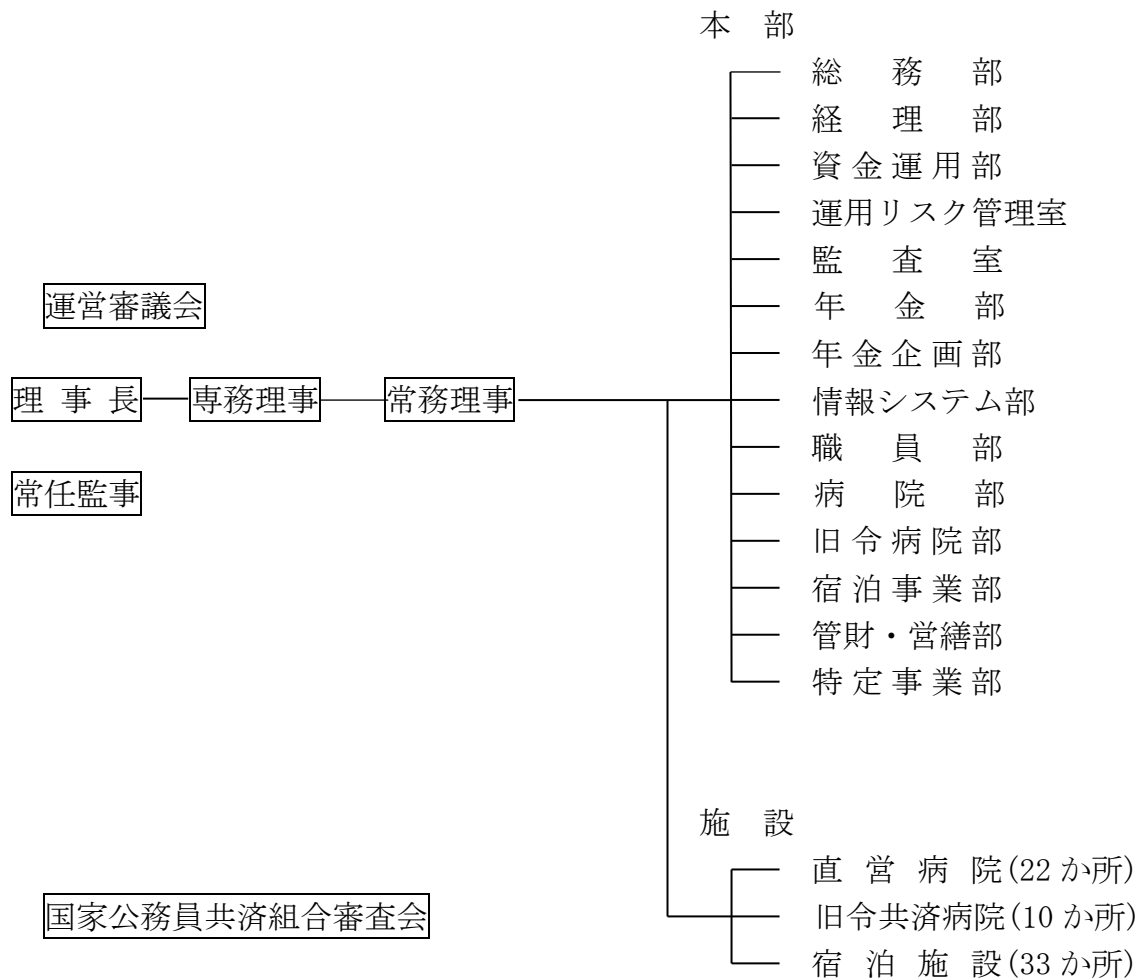 本 部
総 務 部
経 理 部
資金運用部
運用リスク管理室
監 査 室
運営審議会
年 金 部
年金企画部
理 事 長 専務理事 常務理事 情報システム部
職 員 部
常任監事
病 院 部
旧令病院部
宿泊事業部
管財・営繕部
特定事業部
施 設
直 営 病 院(22か所)
国家公務員共済組合審査会
旧令共済病院(10か所)
宿 泊 施 設(33か所)